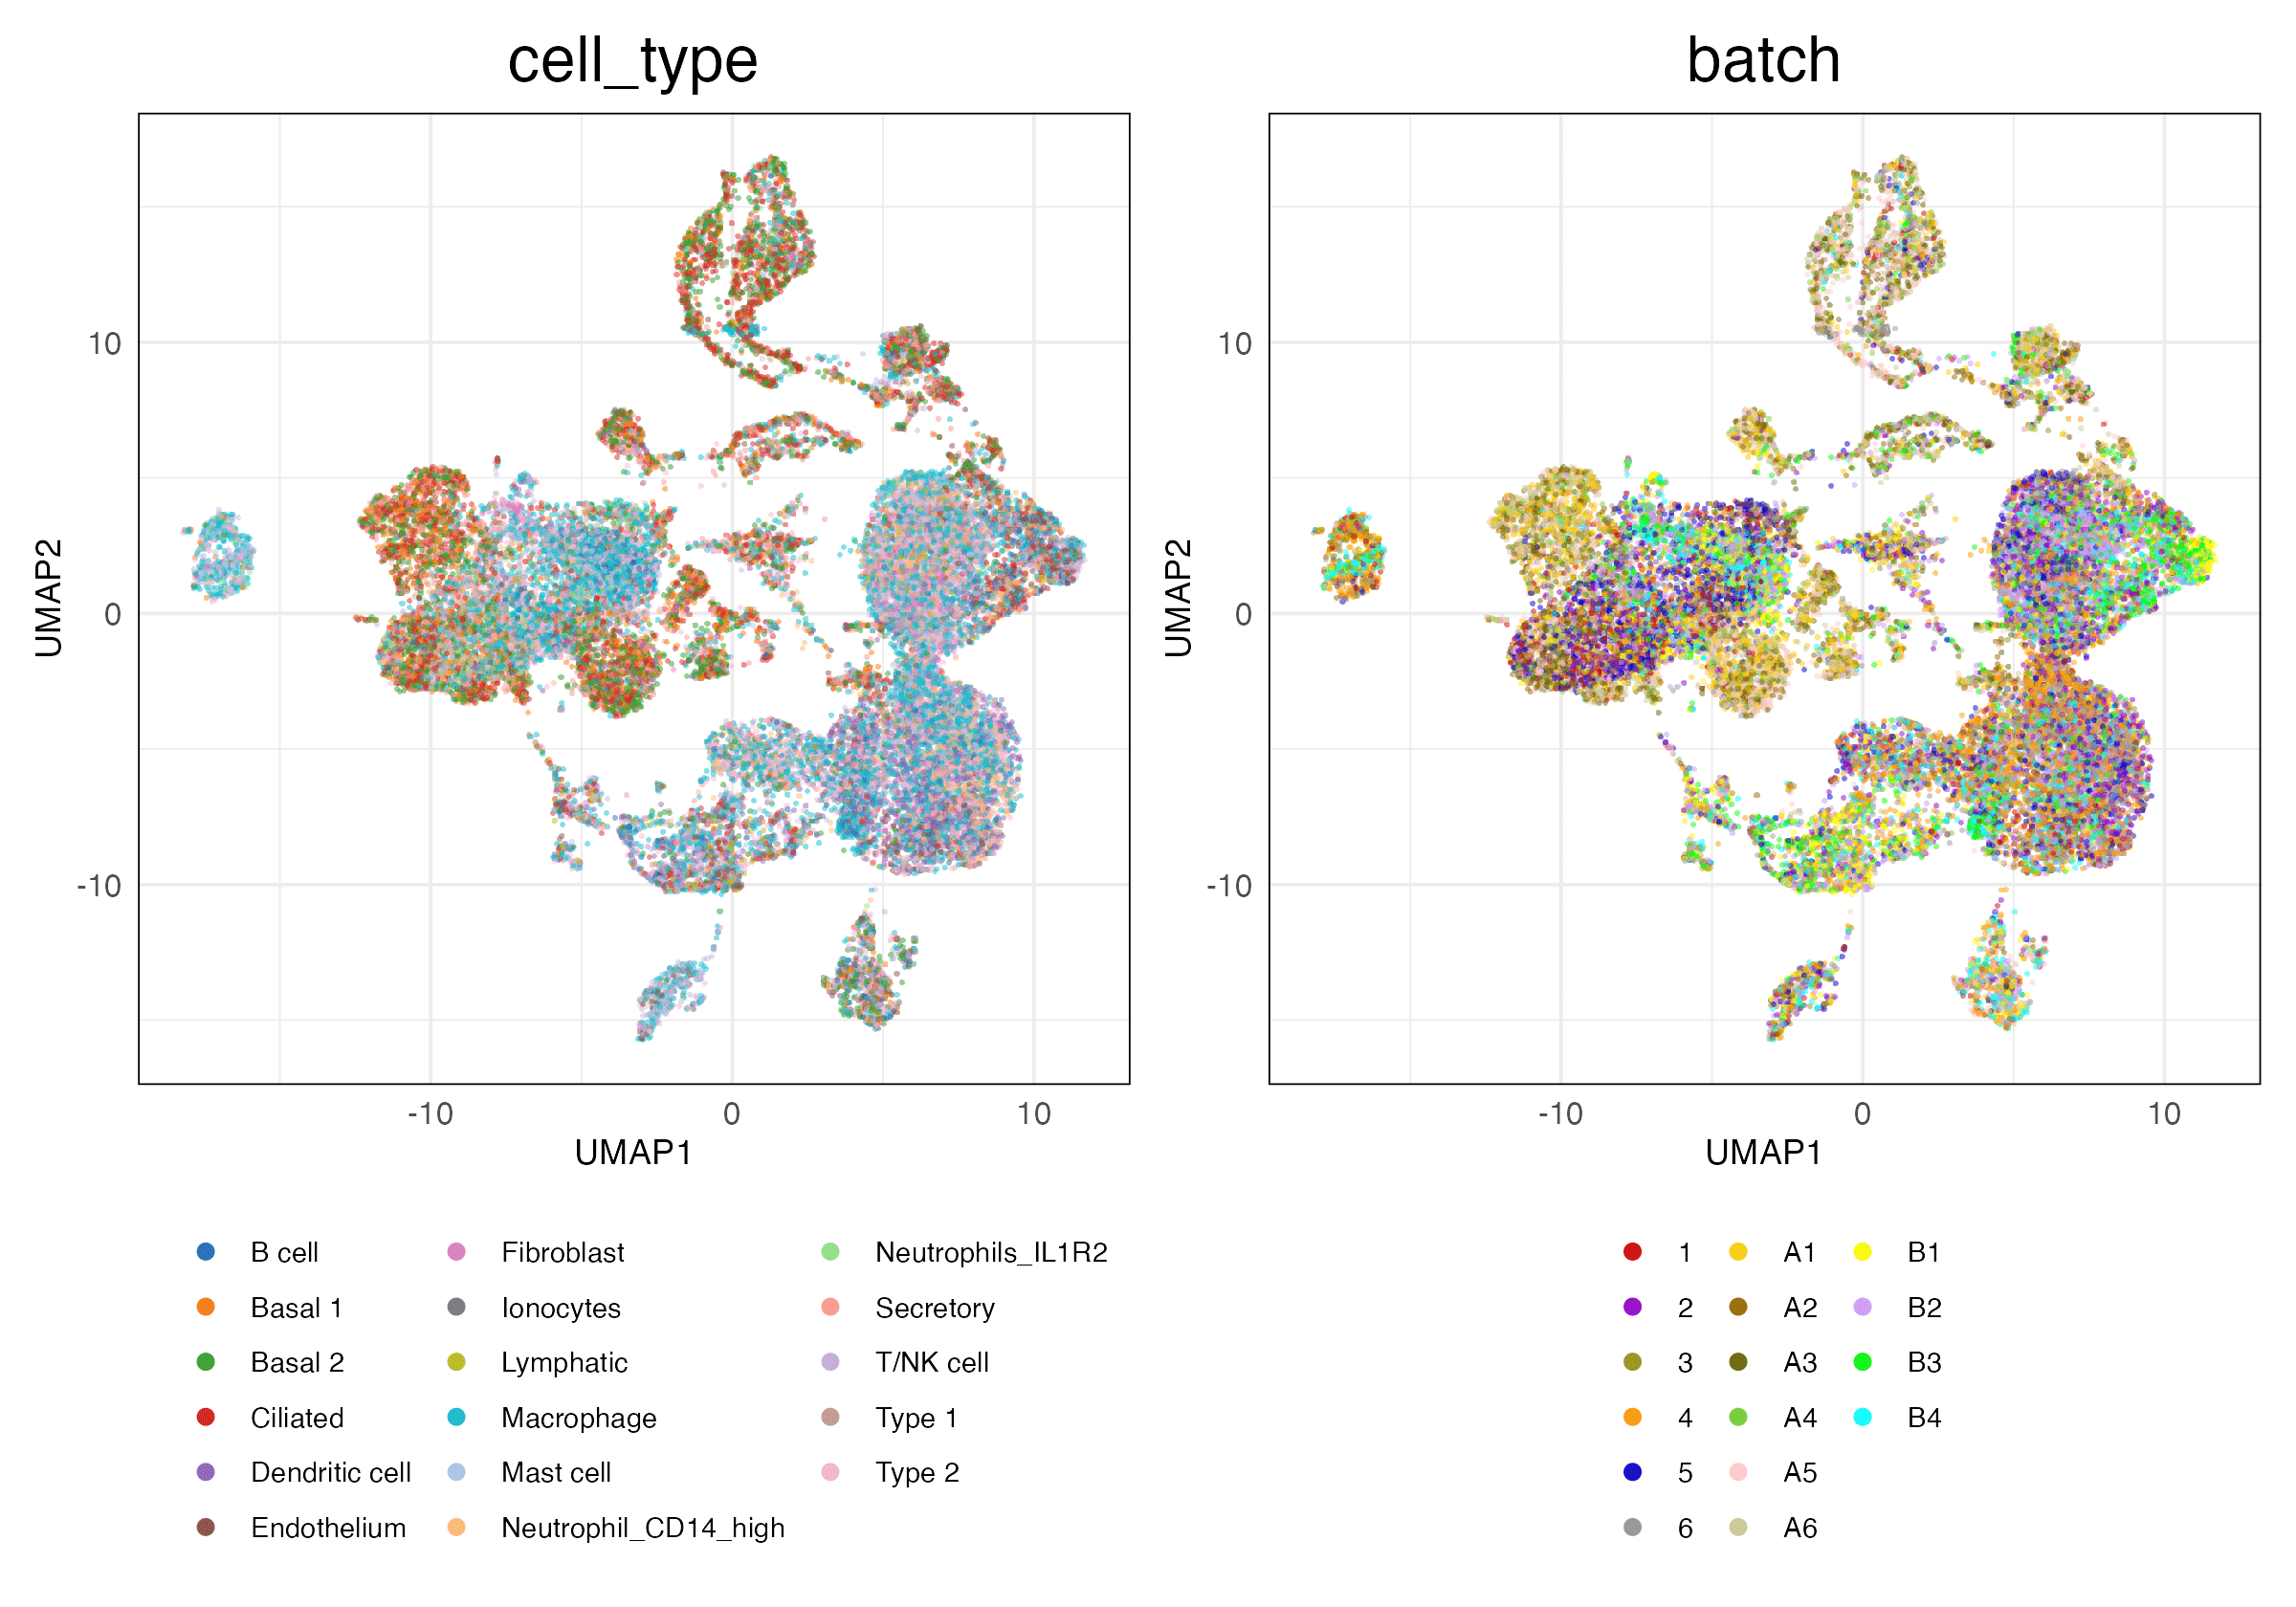 cell_type
batch
UMAP2
10
0
-10
-10
0
10
UMAP1
UMAP2
10
0
-10
-10
0
10
UMAP1
B cell
Basal 1
Basal 2
Ciliated
Dendritic cell
Endothelium
Fibroblast
Ionocytes
Lymphatic
Macrophage
Mast cell
Neutrophil_CD14_high
Neutrophils_IL1R2
Secretory
T/NK cell
Type 1
Type 2
1
2
3
4
5
6
A1
A2
A3
A4
A5
A6
B1
B2
B3
B4